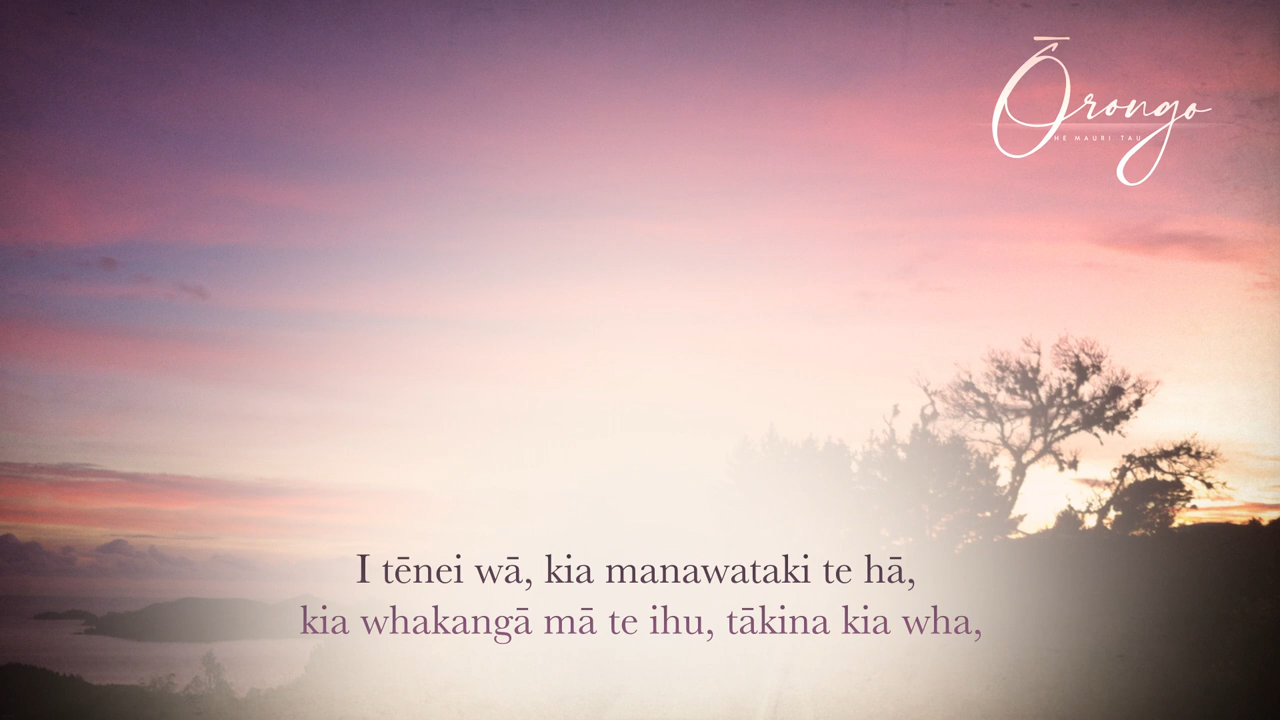 Ōrongo
HE MAURI TAU
I tēnei wā, kia manawataki te hā,
kia whakangā mā te ihu, tākina kia wha,